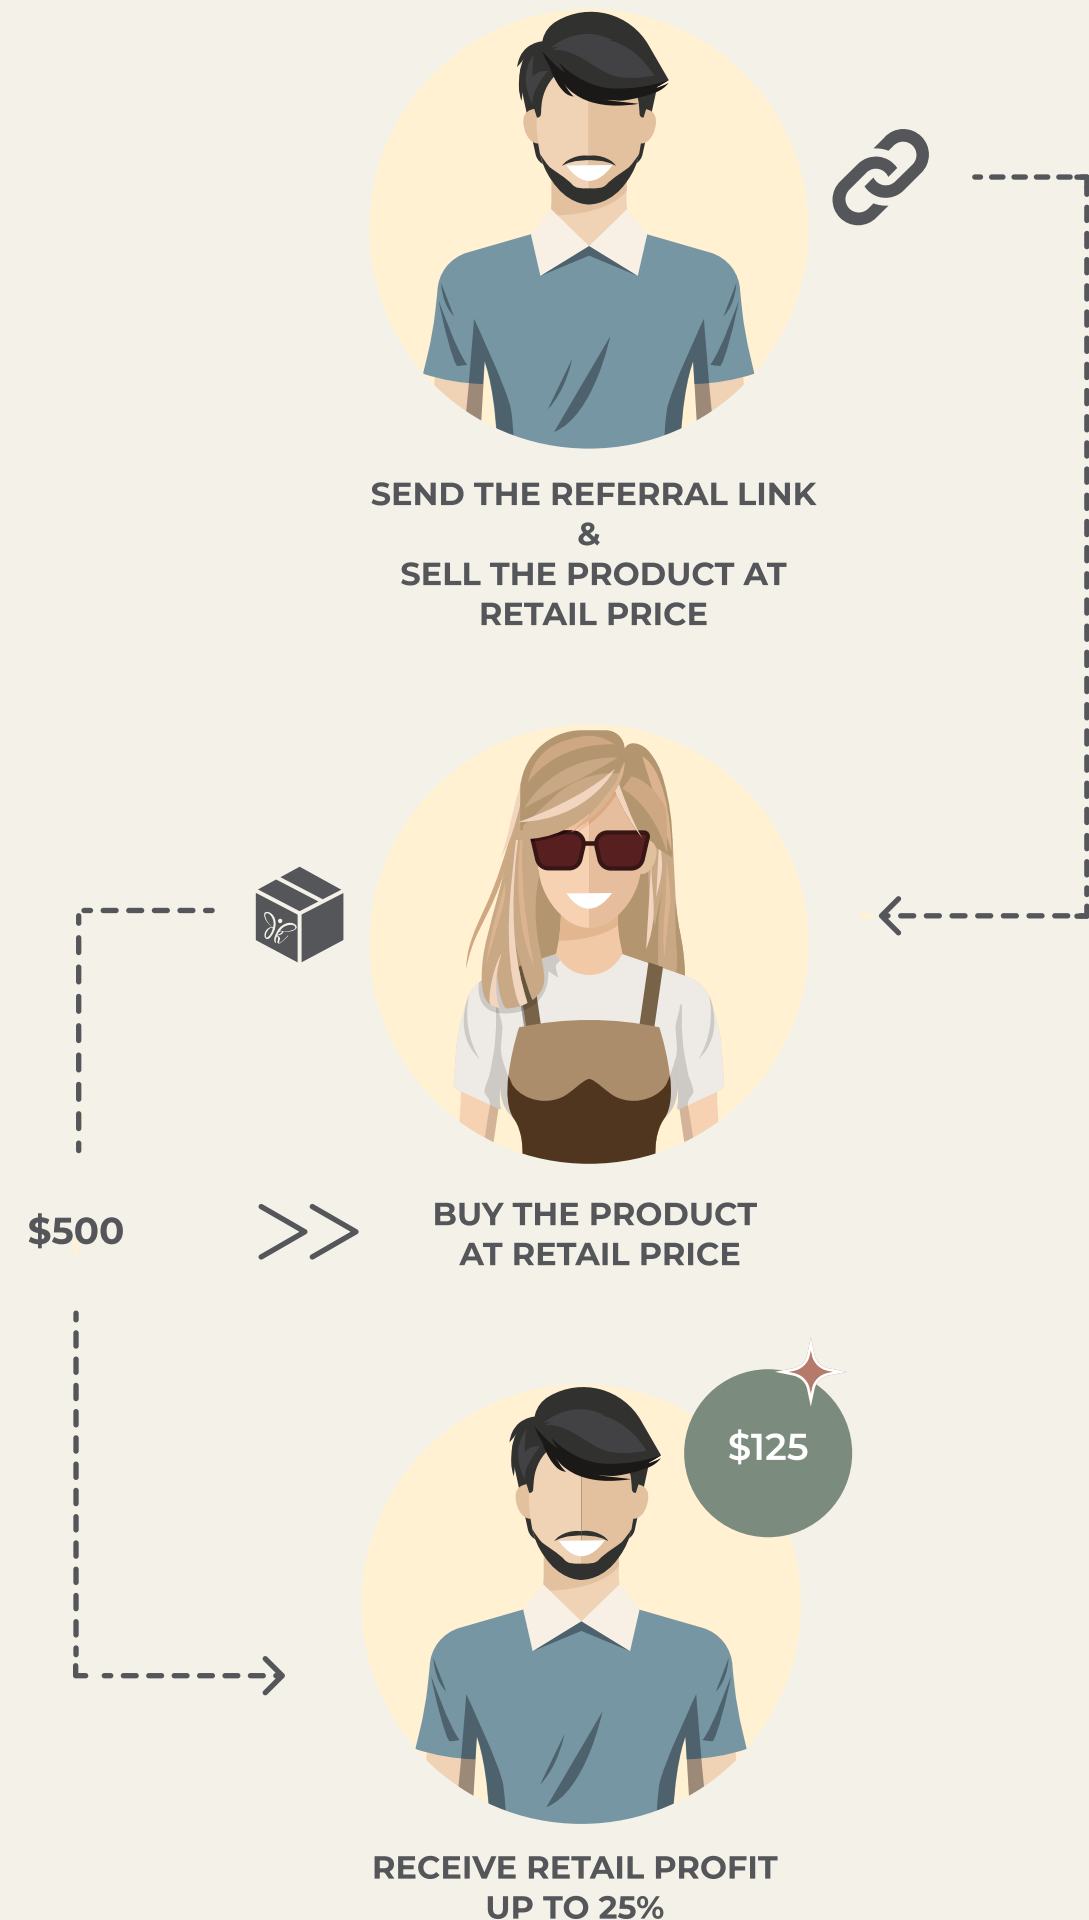 SEND THE REFERRAL LINK
&
SELL THE PRODUCT AT
RETAIL PRICE
$500
BUY THE PRODUCT
AT RETAIL PRICE
$125
RECEIVE RETAIL PROFIT
UP TO 25%